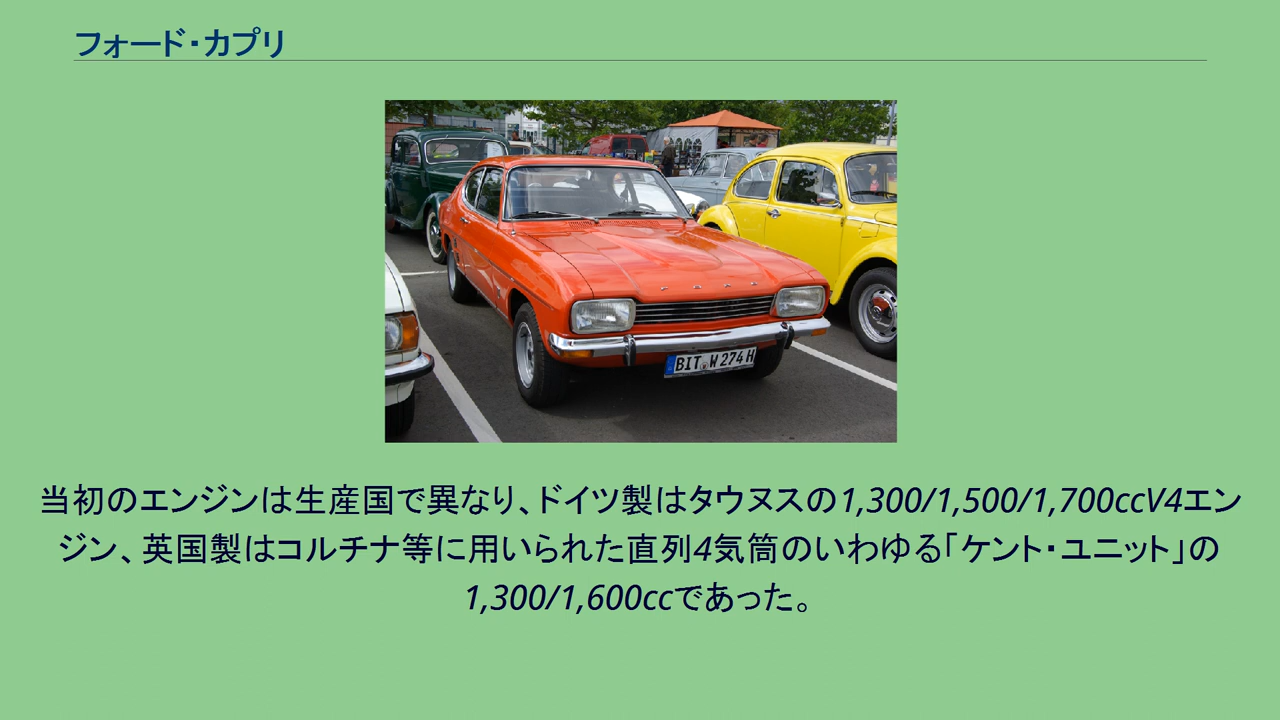 フォード・カプリ
FORD
BIT W 274 H
当初のエンジンは生産国で異なり、ドイツ製はタウヌスの1,300/1,500/1,700ccV4エン
ジン、英国製はコルチナ等に用いられた直列4気筒のいわゆる「ケント・ユニット」の
1,300/1,600ccであった。